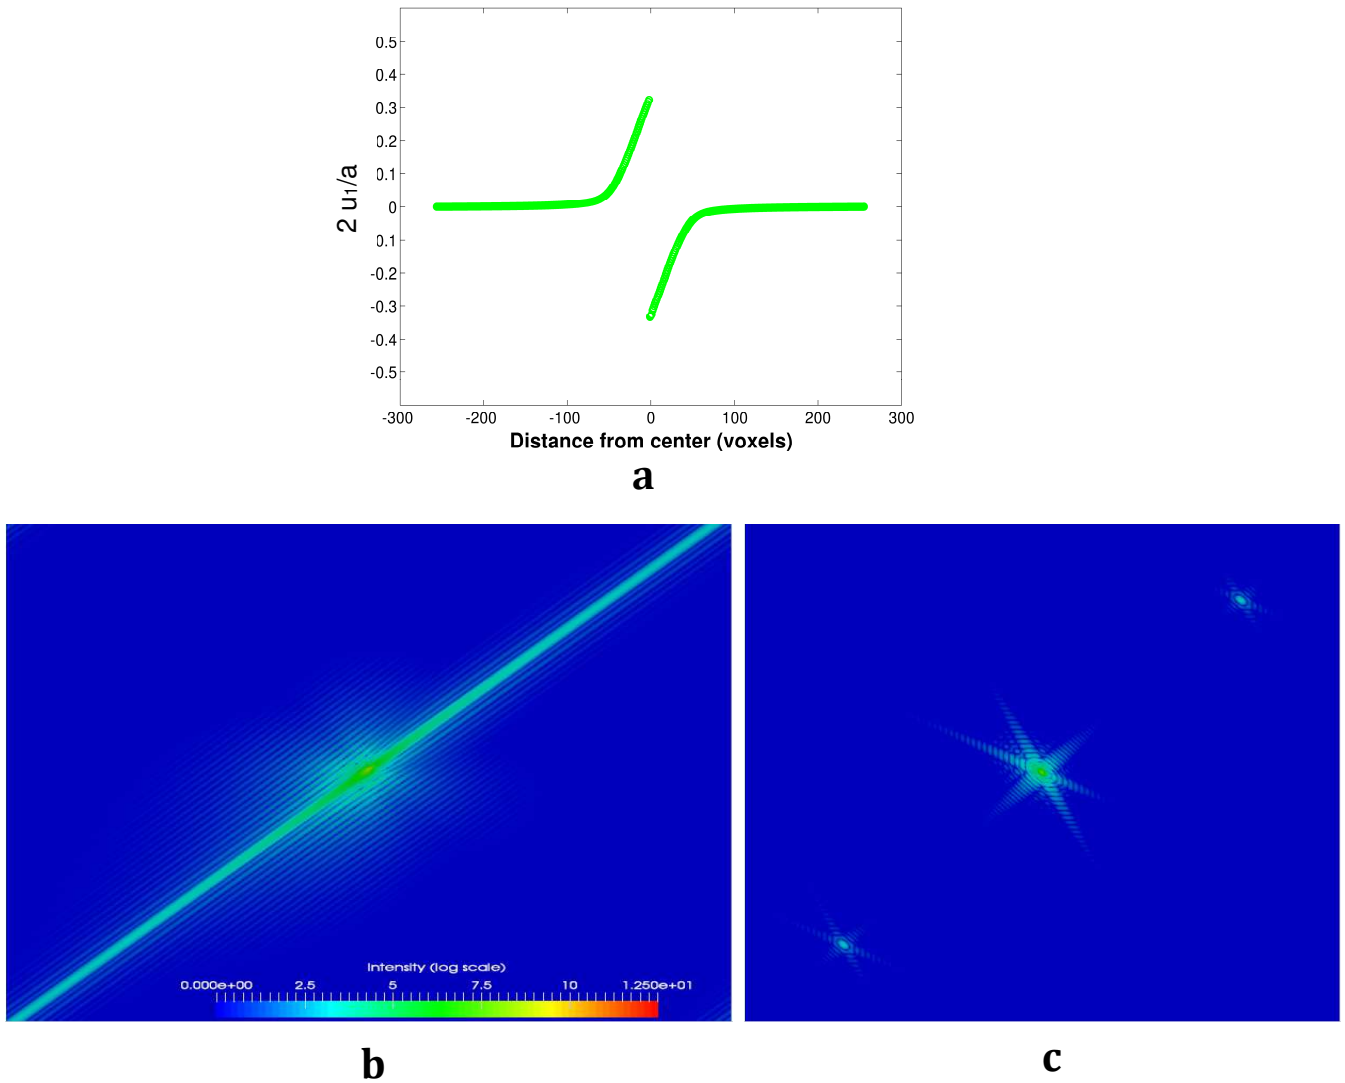 0.5
0.4
0.3
0.2
0.1
0
0.1
-0.2
-0.3
-0.4
-0.5
2 u1/a
-300 -200 -100 0 100 200 300
Distance from center (voxels)
a
Intensity (log scale)
0.000e+00 2.5 5 7.5 10 1.250e+01
b c